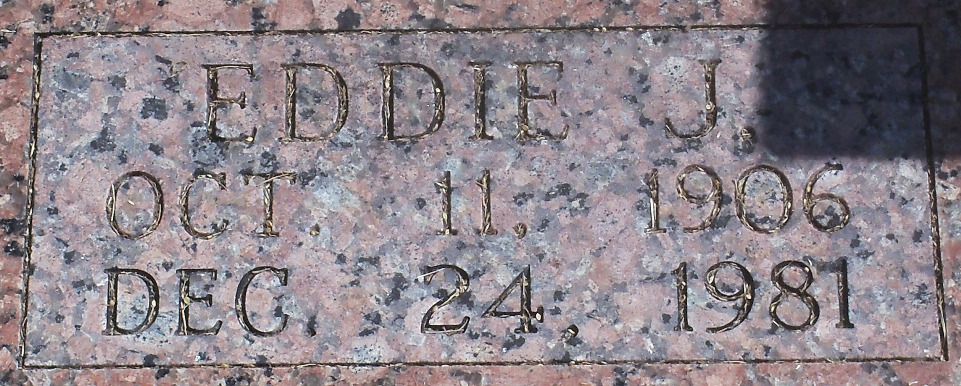 EDDIE J.
OCT. 11, 1906
DEC. 24, 1981